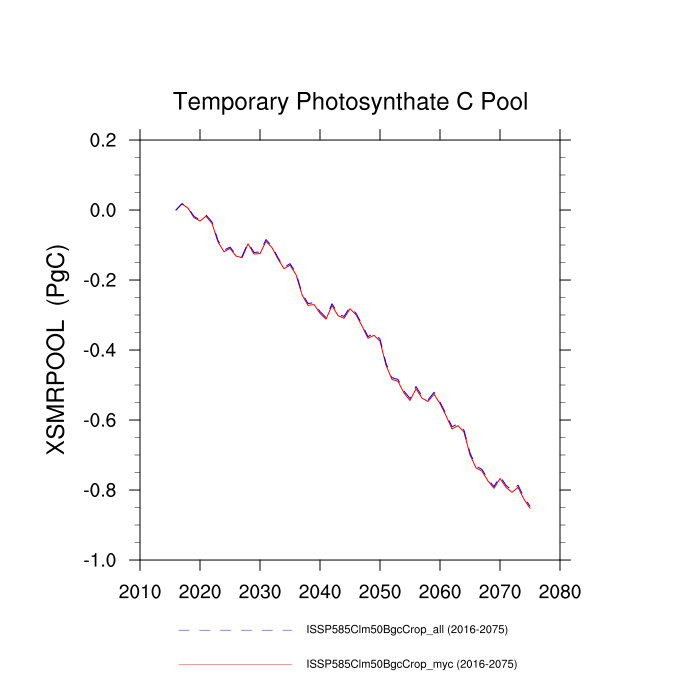 Temporary Photosynthate C Pool
0.2
0.0
-0.2
-0.4
-0.6
-0.8
-1.0
XSMRPOOL (PgC)
2010 2020 2030 2040 2050 2060 2070 2080
ISSP585Clm50BgcCrop_all (2016-2075)
ISSP585Clm50BgcCrop_myc (2016-2075)